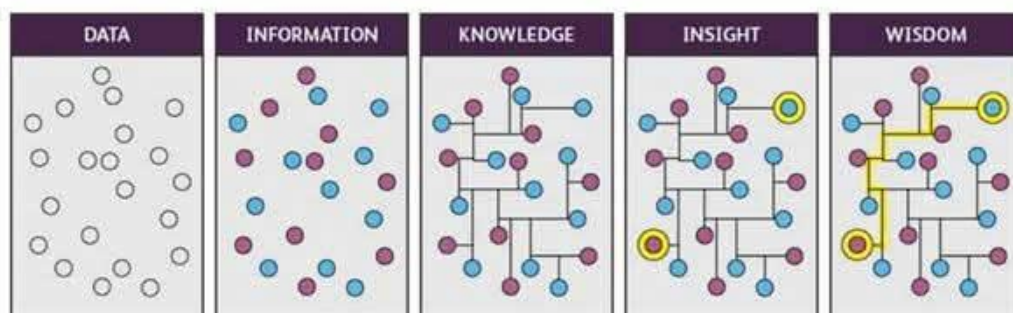 DATA
INFORMATION
KNOWLEDGE
INSIGHT
WISDOM